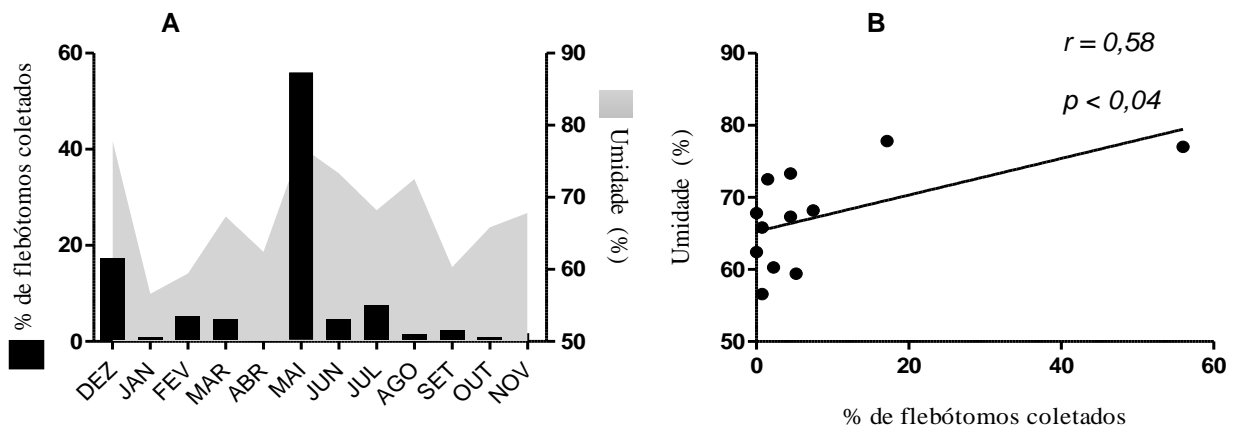 A
60
40
20
0
% de flebótomos coletados
90
80
70
60
50
Umidade (%)
DEZ
JAN
FEV
MAR
ABR
MAI
JUN
JUL
AGO
SET
OUT
NOV
B
r = 0,58
p < 0,04
90
80
70
60
50
Umidade (%)
0
20
40
60
% de flebótomos coletados